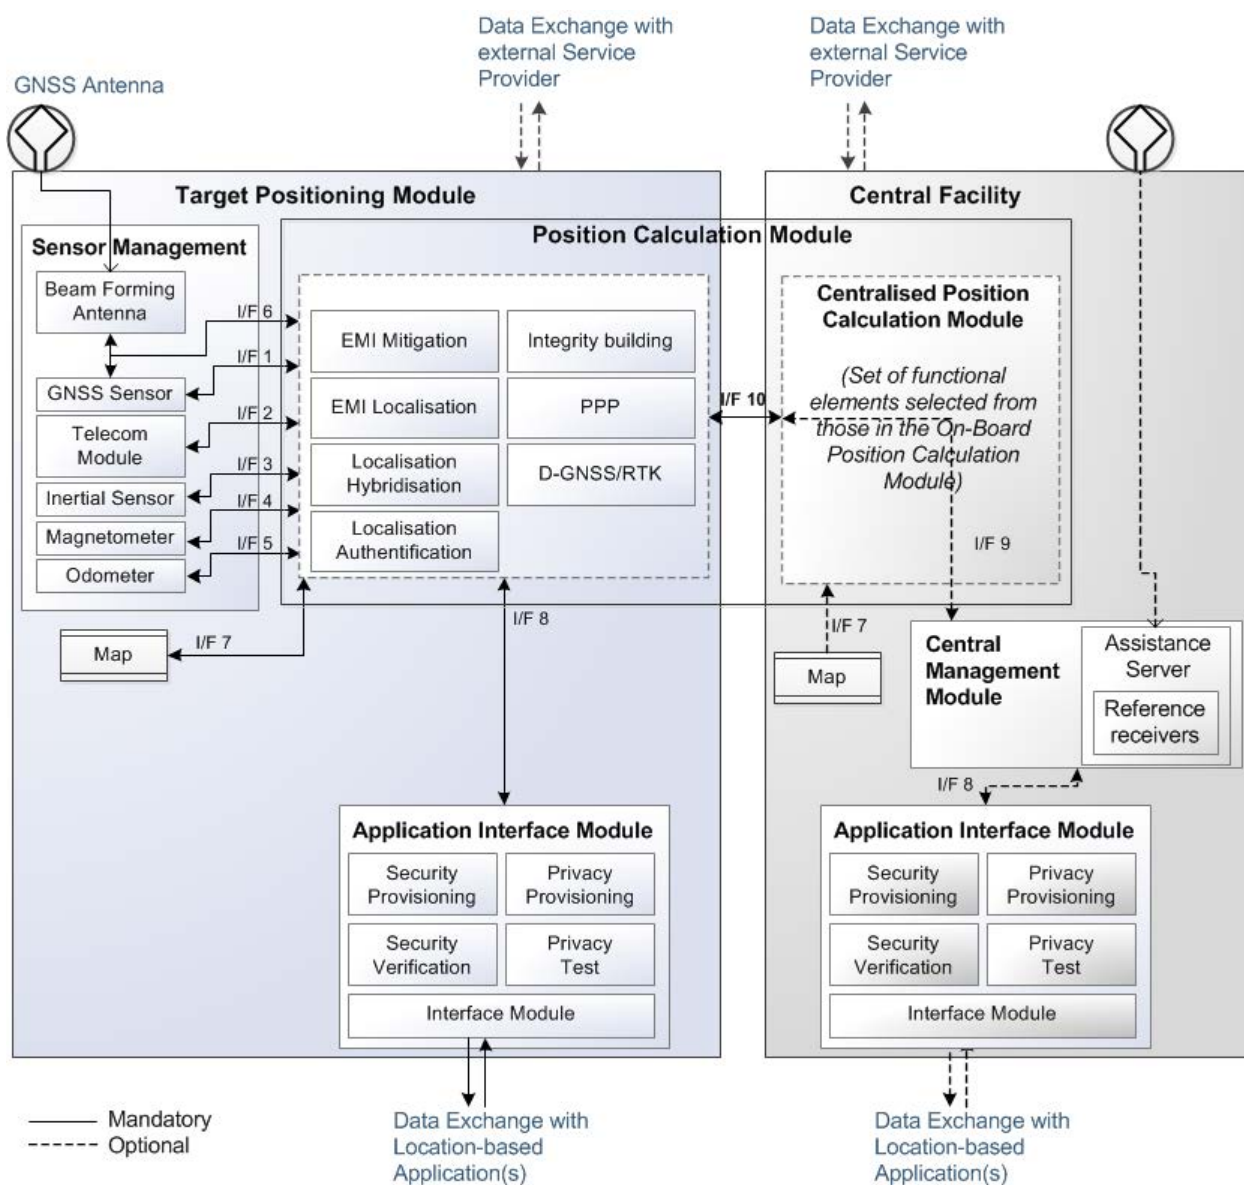 Data Exchange with
external Service
Provider
Data Exchange with
external Service
Provider
GNSS Antenna
Target Positioning Module
Central Facility
Sensor Management
Position Calculation Module
Beam Forming
Antenna
I/F 6
I/F 1
GNSS Sensor
I/F 2
Telecom
Module
I/F 3
Inertial Sensor
I/F 4
Magnetometer
I/F 5
Odometer
EMI Mitigation
Integrity building
EMI Localisation
PPP
Localisation
Hybridisation
D-GNSS/RTK
Localisation
Authentification
I/F 10
Centralised Position
Calculation Module
(Set of functional
elements selected from
those in the On-Board
Position Calculation
Module)
I/F 9
I/F 7
Map
I/F 8
I/F 7
Map
Central
Management
Module
Assistance
Server
Reference
receivers
I/F 8
Application Interface Module
Security
Provisioning
Privacy
Provisioning
Security
Verification
Privacy
Test
Interface Module
Application Interface Module
Security
Provisioning
Privacy
Provisioning
Security
Verification
Privacy
Test
Interface Module
Mandatory
Optional
Data Exchange with
Location-based
Application(s)
Data Exchange with
Location-based
Application(s)